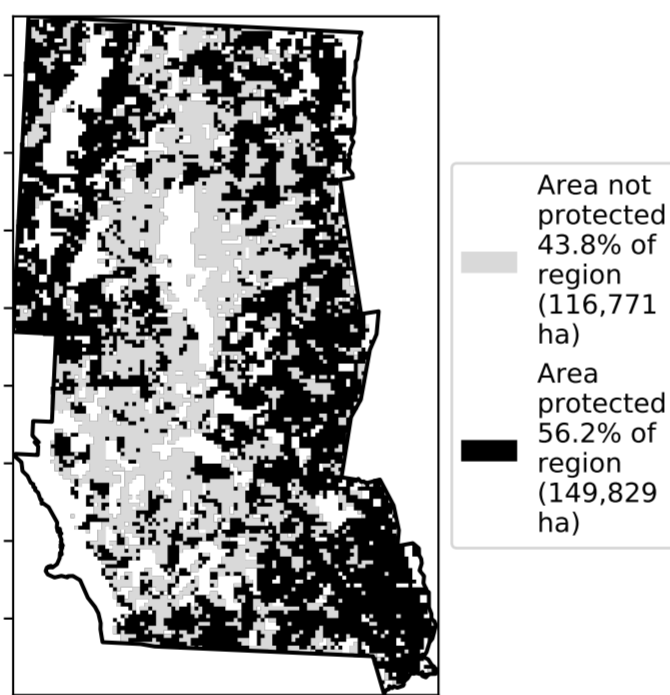 Area not
protected
43.8% of
region
(116,771
ha)
Area
protected
56.2% of
region
(149,829
ha)